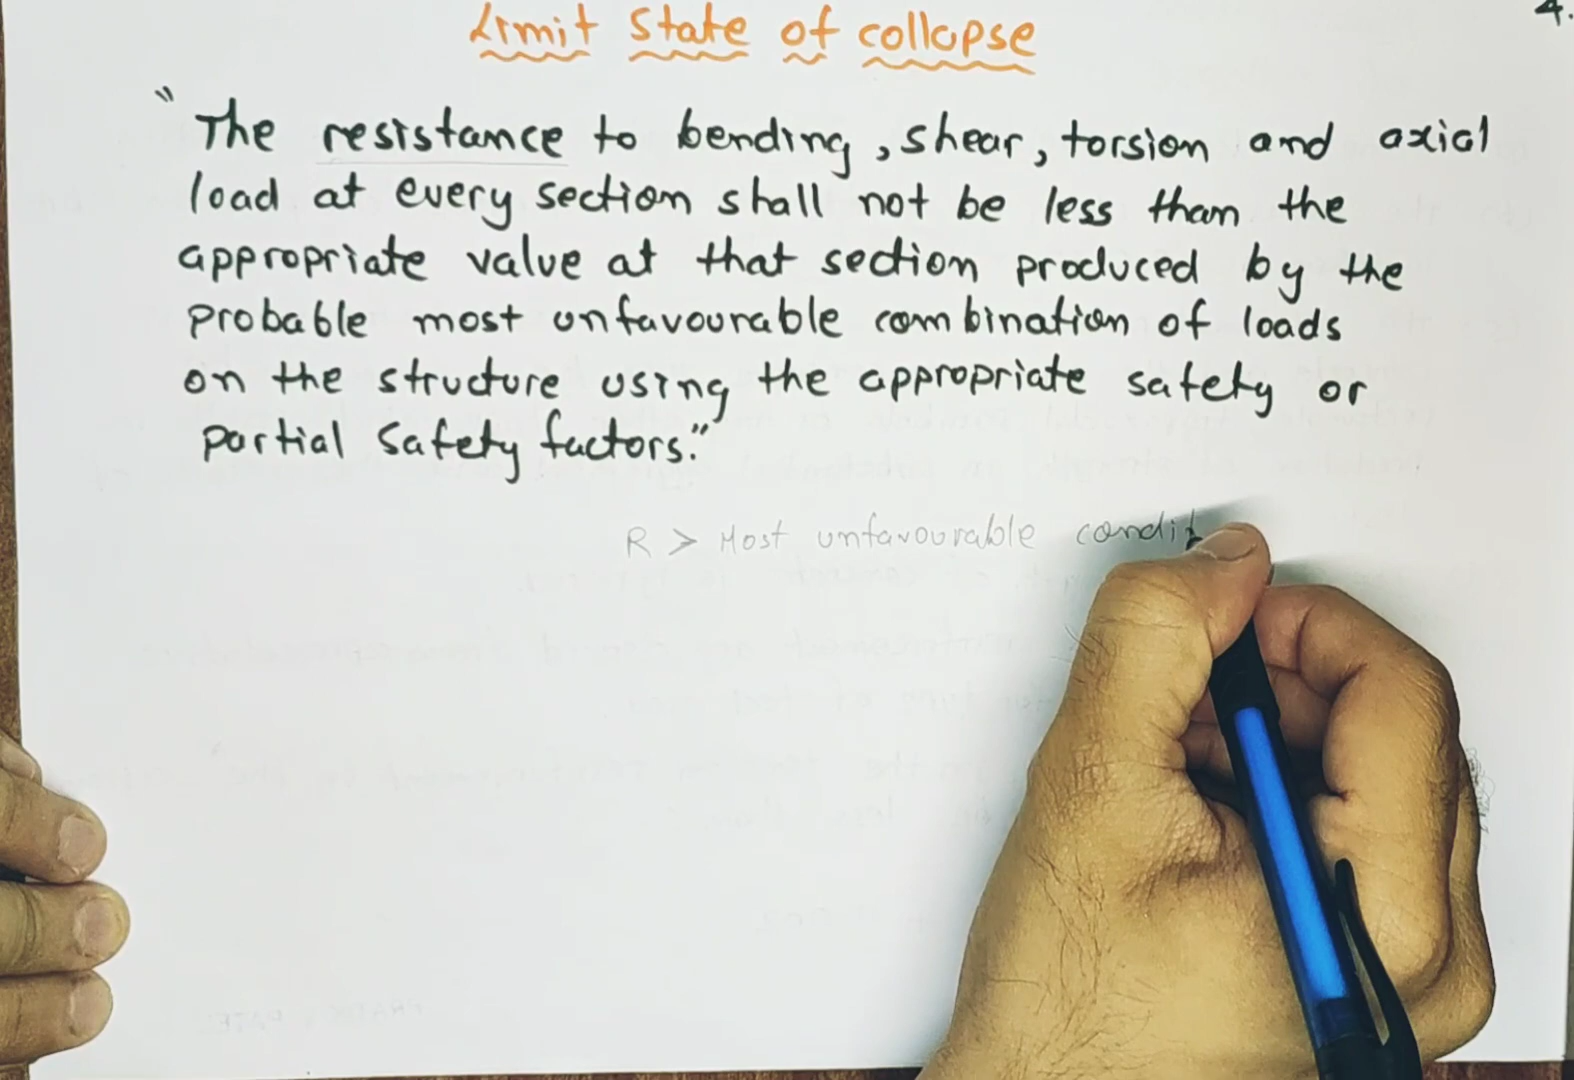 4.
Limit State of collapse
"The resistance to bending, shear, torsion and axial
load at every section shall not be less than the
appropriate value at that section produced by the
probable most unfavourable combination of loads
on the structure using the appropriate safety or
partial safety factors."
R > Most unfavourable condit